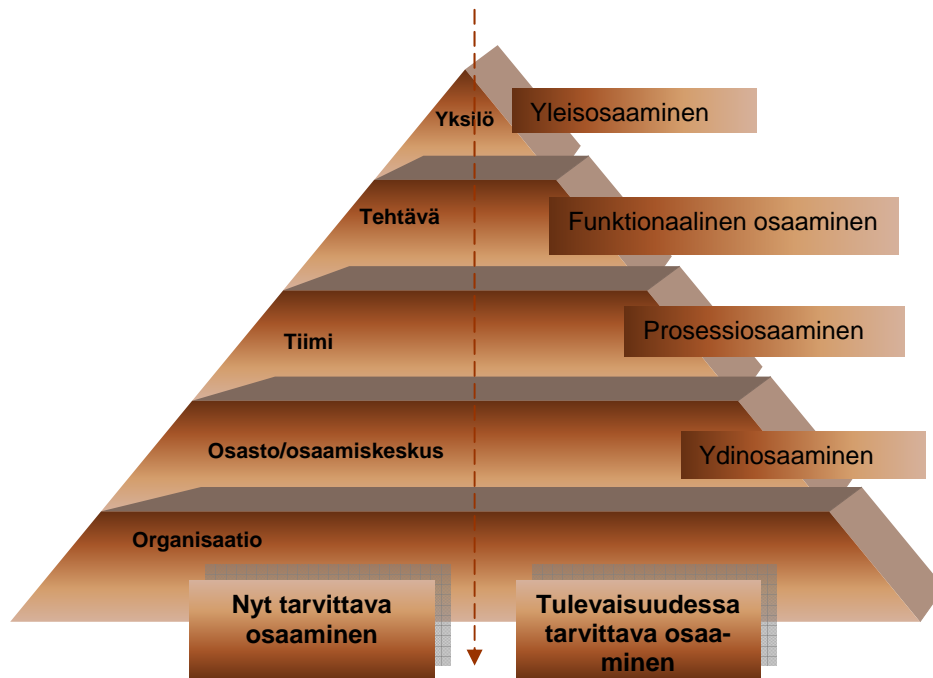 Yksilö
Yleisosaaminen
Tehtävä
Funktionaalinen osaaminen
Tiimi
Prosessiosaaminen
Osasto/osaamiskeskus
Ydinosaaminen
Organisaatio
Nyt tarvittava
osaaminen
Tulevaisuudessa
tarvittava osaa-
minen